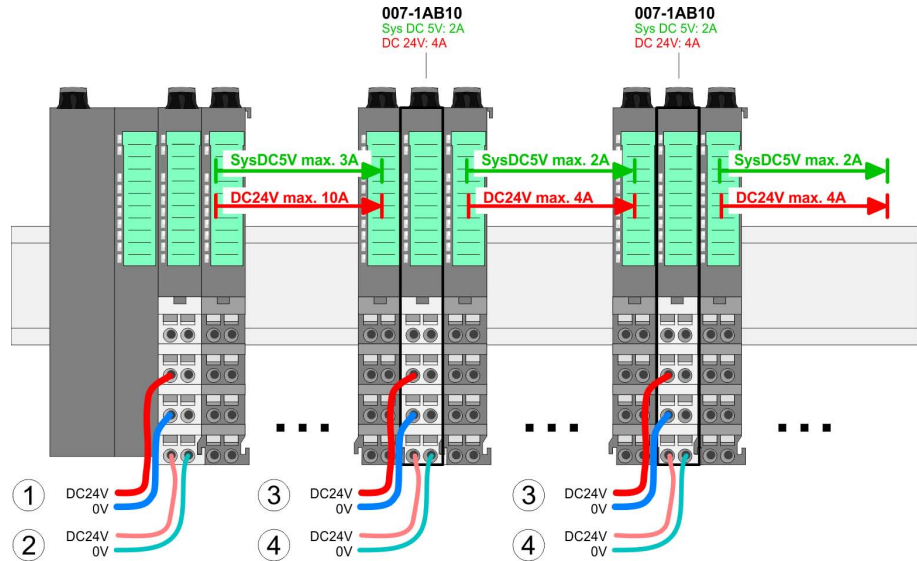 007-1AB10
Sys DC 5V: 2A
DC 24V: 4A
007-1AB10
Sys DC 5V: 2A
DC 24V: 4A
SysDC5V max. 3A
SysDC5V max. 2A
SysDC5V max. 2A
DC24V max. 10A
DC24V max. 4A
DC24V max. 4A
1
DC24V
0V
3
DC24V
0V
3
DC24V
0V
2
DC24V
0V
4
DC24V
0V
4
DC24V
0V